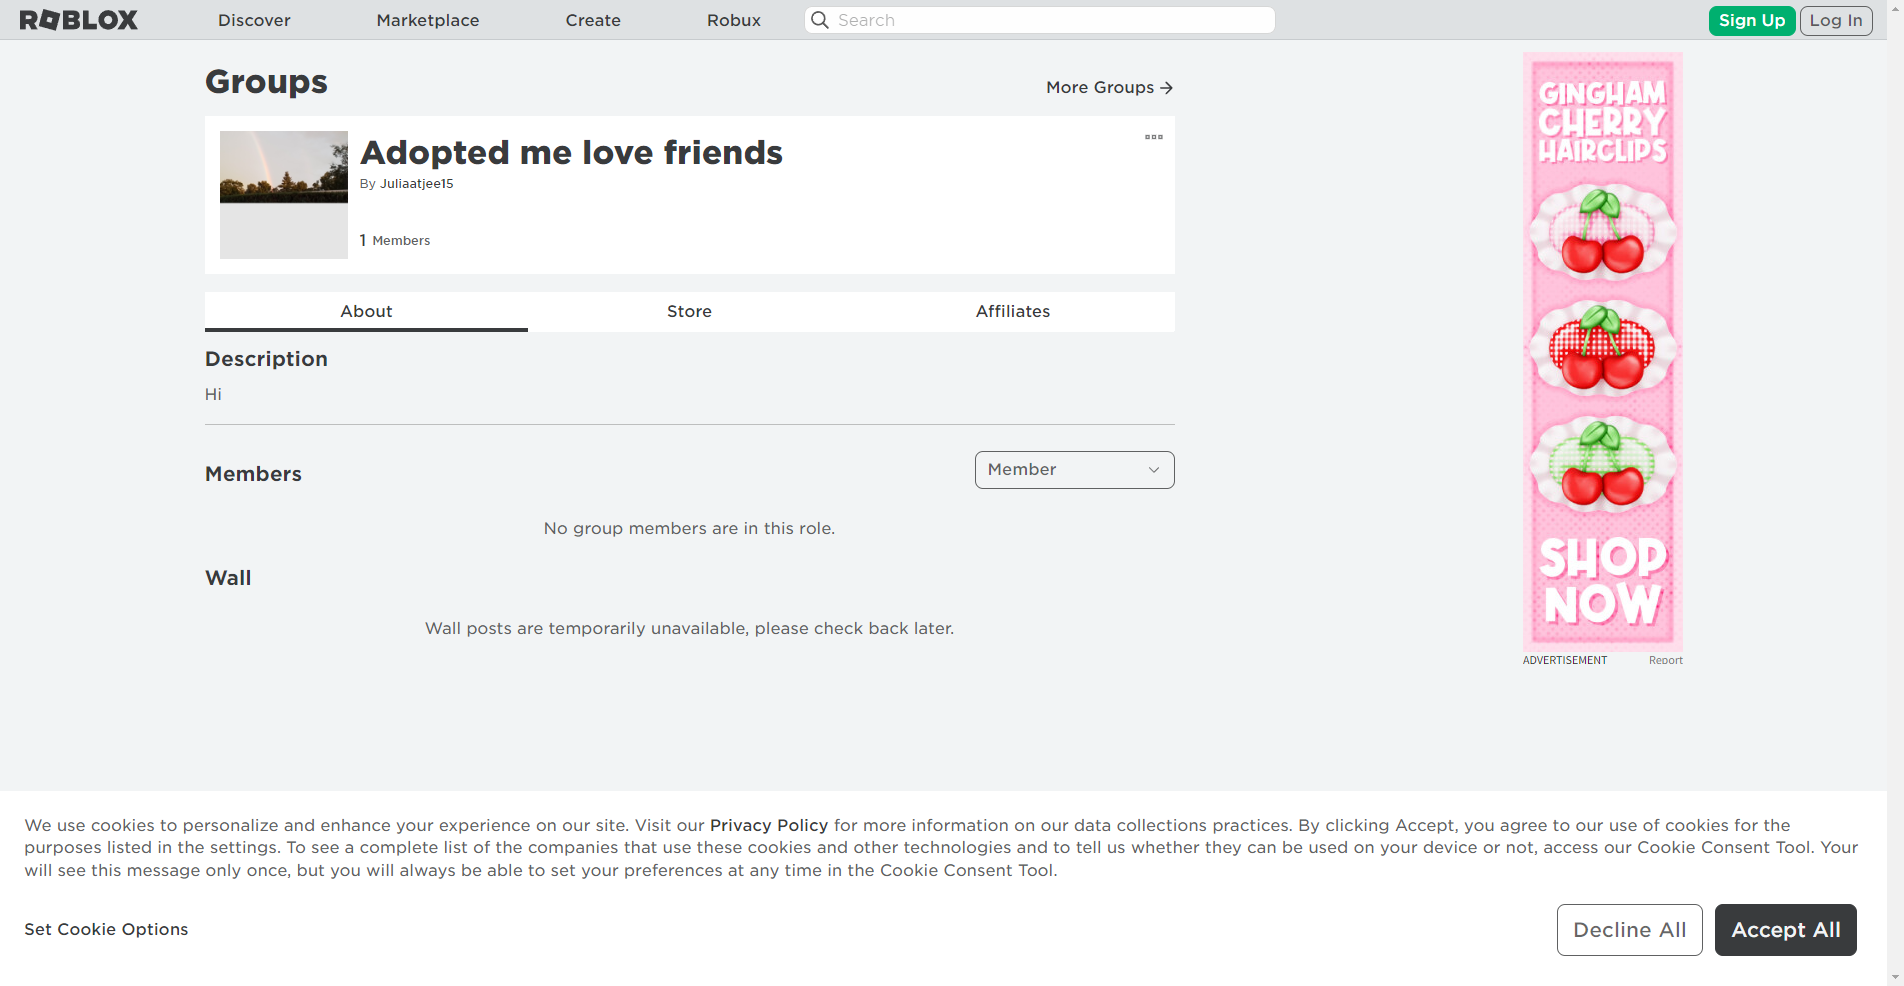 ROBLOX
Discover
Marketplace
Create
Robux
Search
Sign Up
Log In
Groups
More Groups
Adopted me love friends
By Juliaatjee15
1 Members
About
Store
Affiliates
Description
Hi
Members
Member
No group members are in this role.
Wall
Wall posts are temporarily unavailable, please check back later.
GINGHAM
CHERRY
HAIRCLIPS
SHOP
NOW
ADVERTISEMENT
Report
We use cookies to personalize and enhance your experience on our site. Visit our Privacy Policy for more information on our data collections practices. By clicking Accept, you agree to our use of cookies for the
purposes listed in the settings. To see a complete list of the companies that use these cookies and other technologies and to tell us whether they can be used on your device or not, access our Cookie Consent Tool. Your
will see this message only once, but you will always be able to set your preferences at any time in the Cookie Consent Tool.
Set Cookie Options
Decline All
Accept All